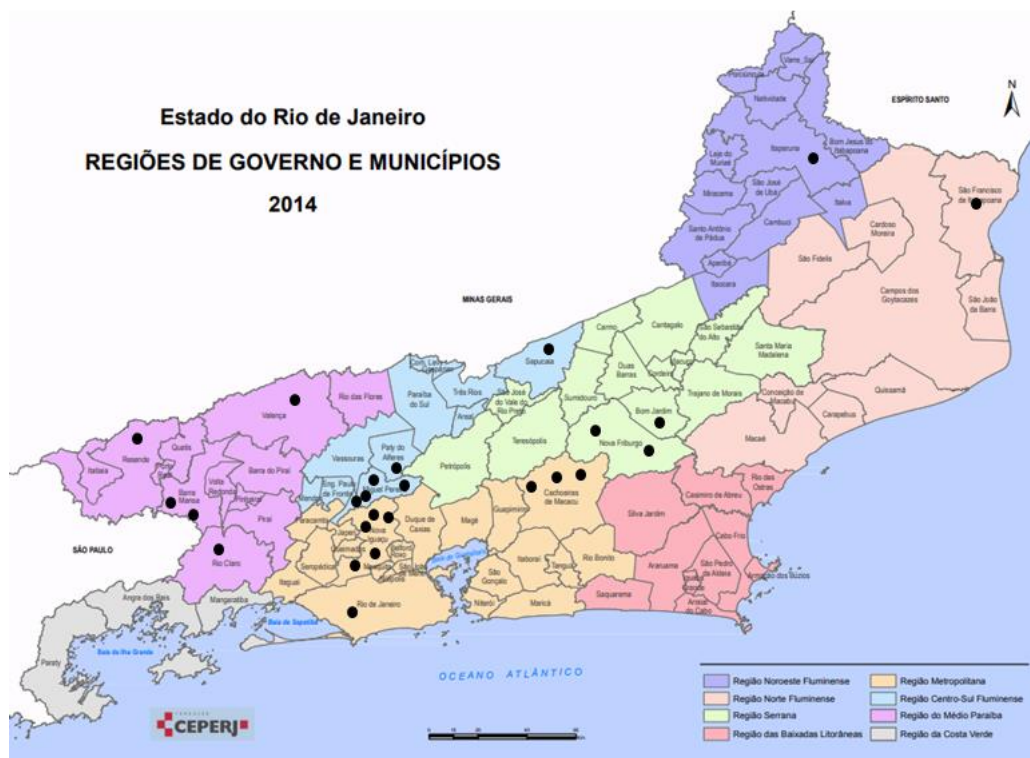 Estado do Rio de Janeiro
REGIÕES DE GOVERNO E MUNICÍPIOS
2014
ESPÍRITO SANTO
N
MINAS GERAIS
SÃO PAULO
Varre_Sai
Porciúncula
Natividade
Bom Jesus do
Itabapoana
Itaperuna
Laje do
Muriaé
São José
de Ubá
Miracema
Italva
Cambuci
Santo Antônio
de Pádua
Aperibé
Itaocara
São Francisco
de
Cardoso
Moreira
São Fidélis
Campos dos
Goytacazes
São João
da Barra
Quissamã
Conceição de
Macabu
Carapebus
Macaé
Carmo
Cantagalo
São Sebastião
do Alto
Santa Maria
Madalena
Duas
Barras
Cordeiro
Macuco
Sumidouro
Trajano de Morais
Bom Jardim
Nova Friburgo
São José
do Vale do
Rio Preto
Teresópolis
Petrópolis
Sapucaia
Com. Levy
Três Rios
Areal
Paraíba
do Sul
Paty do
Alferes
Vassouras
Eng. Paulo
de Frontin
Miguel Pereira
Mendes
Rio das Flores
Valença
Quatis
Resende
Itatiaia
Porto
Real
Barra
Mansa
Volta
Redonda
Barra do Piraí
Pinheiral
Piraí
Rio Claro
Paracambi
Japeri
Nova
Iguaçu
Queimados
Duque de
Caxias
Magé
Guapimirim
Cachoeiras
de Macacu
Belford
Roxo
Seropédica
Mesquita
Nilópolis
São João
de Meriti
Itaguaí
Rio de Janeiro
Baía de Guanabara
Itaboraí
Tanguá
Rio Bonito
São
Gonçalo
Niterói
Maricá
Rio das
Ostras
Casimiro de Abreu
Silva Jardim
Cabo Frio
Araruama
São Pedro
da Aldeia
Iguaba
Grande
Armação dos Búzios
Saquarema
Arraial
do Cabo
Mangaratiba
Angra dos Reis
Paraty
Baía de Sepetiba
Baía da Ilha Grande
OCEANO ATLÂNTICO
FUNDAÇÃO
CEPERJ
Região Noroeste Fluminense
Região Norte Fluminense
Região Serrana
Região das Baixadas Litorâneas
Região Metropolitana
Região Centro-Sul Fluminense
Região do Médio Paraíba
Região da Costa Verde